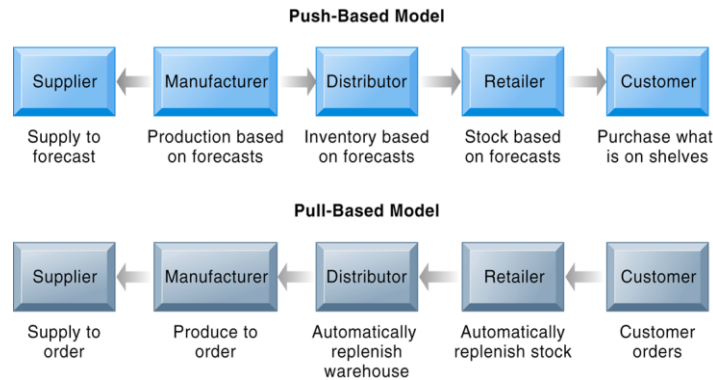 Push-Based Model
Supplier Manufacturer Distributor Retailer Customer
Supply to Production based Inventory based Stock based Purchase what
forecast on forecasts on forecasts on forecasts is on shelves
Pull-Based Model
Supplier Manufacturer Distributor Retailer Customer
Supply to Produce to Automatically Automatically Customer
order order replenish replenish stock orders
warehouse